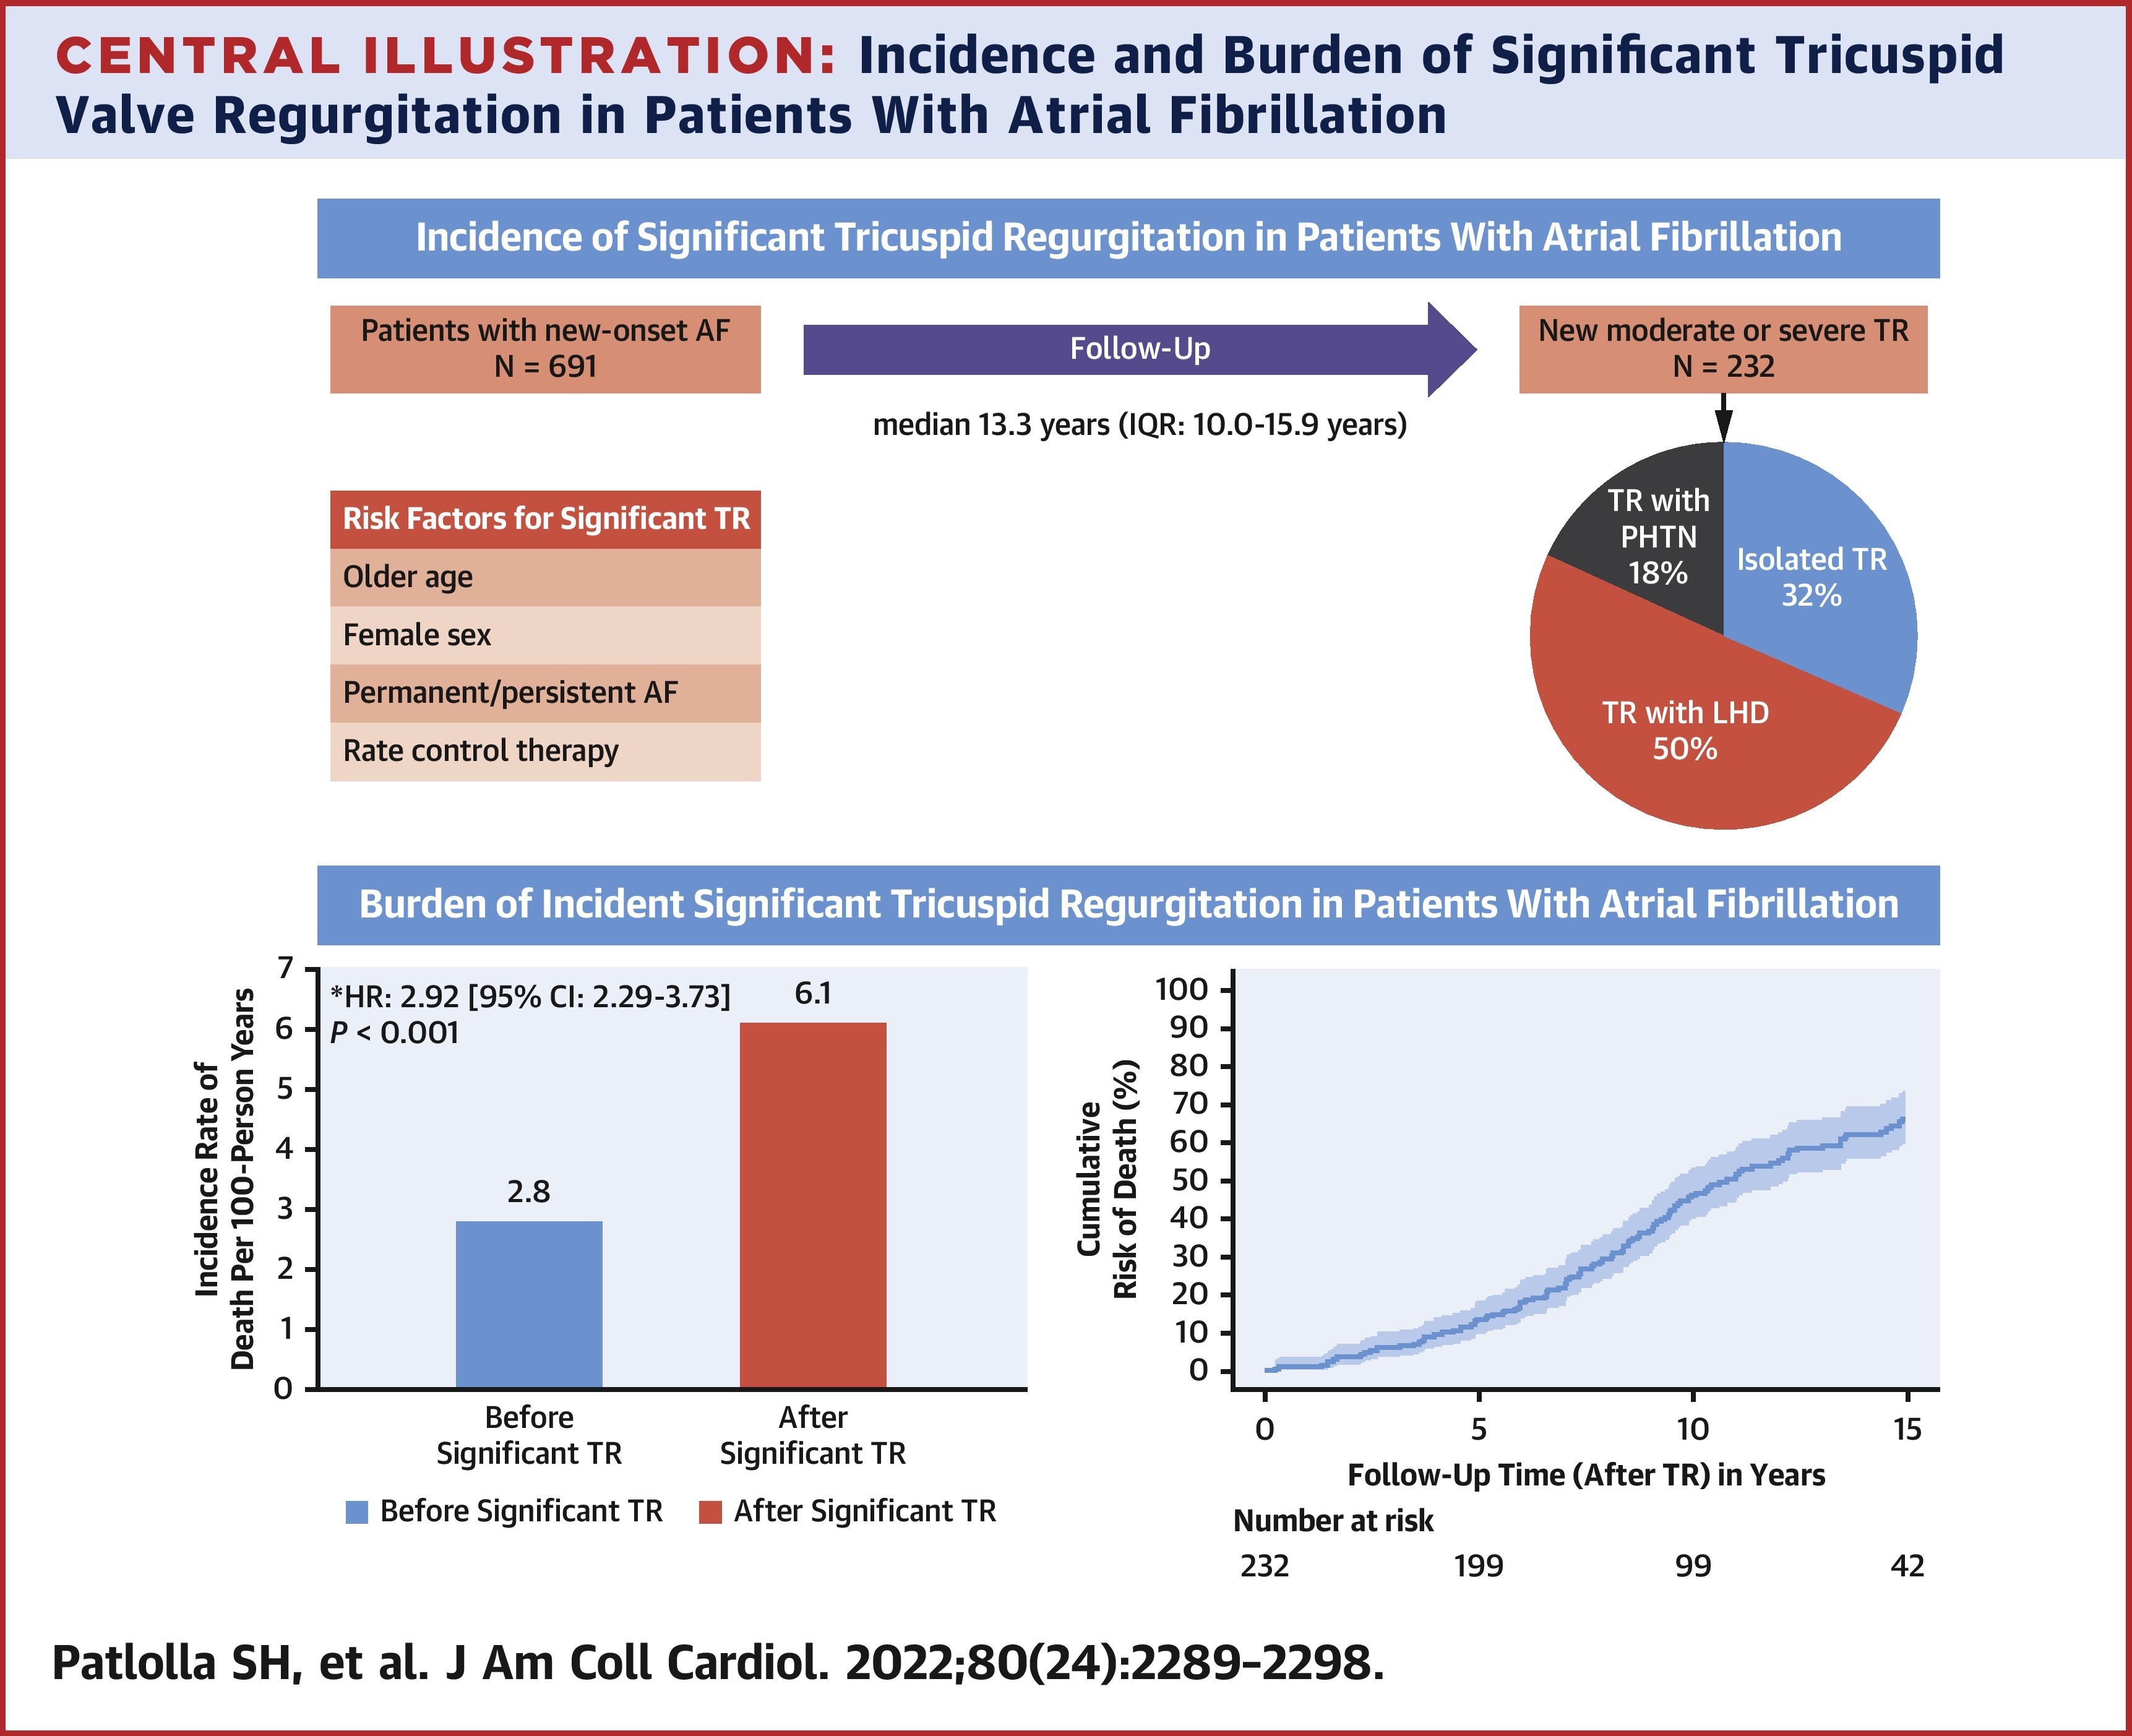 CENTRAL ILLUSTRATION: Incidence and Burden of Significant Tricuspid
Valve Regurgitation in Patients With Atrial Fibrillation
Incidence of Significant Tricuspid Regurgitation in Patients With Atrial Fibrillation
Patients with new-onset AF
N = 691
Follow-Up
median 13.3 years (IQR: 10.0-15.9 years)
New moderate or severe TR
N = 232
Risk Factors for Significant TR
Older age
Female sex
Permanent/persistent AF
Rate control therapy
TR with
PHTN
18%
Isolated TR
32%
TR with LHD
50%
Burden of Incident Significant Tricuspid Regurgitation in Patients With Atrial Fibrillation
Incidence Rate of
Death Per 100-Person Years
7
6
5
4
3
2
1
0
*HR: 2.92 [95% CI: 2.29-3.73]
P < 0.001
2.8
6.1
Before
Significant TR
After
Significant TR
Before Significant TR
After Significant TR
Cumulative
Risk of Death (%)
100
90
80
70
60
50
40
30
20
10
0
0 5 10 15
Follow-Up Time (After TR) in Years
Number at risk
232 199 99 42
Patlolla SH, et al. J Am Coll Cardiol. 2022;80(24):2289–2298.